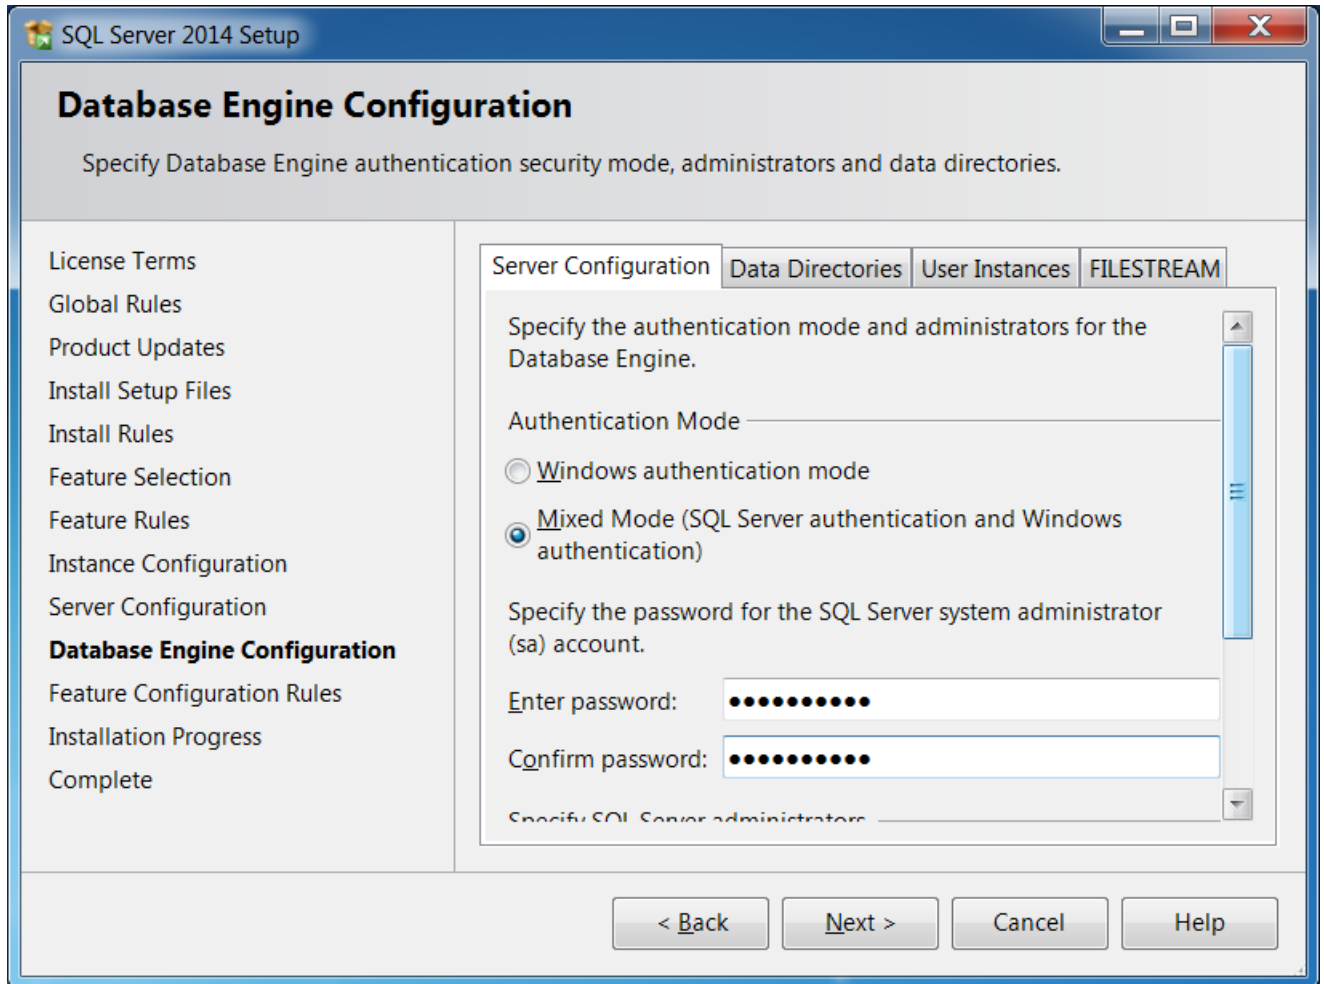 SQL Server 2014 Setup
Database Engine Configuration
Specify Database Engine authentication security mode, administrators and data directories.
License Terms
Global Rules
Product Updates
Install Setup Files
Install Rules
Feature Selection
Feature Rules
Instance Configuration
Server Configuration
Database Engine Configuration
Feature Configuration Rules
Installation Progress
Complete
Server Configuration Data Directories User Instances FILESTREAM
Specify the authentication mode and administrators for the
Database Engine.
Authentication Mode
Windows authentication mode
Mixed Mode (SQL Server authentication and Windows
authentication)
Specify the password for the SQL Server system administrator
(sa) account.
Enter password: ●●●●●●●●●●
Confirm password: ●●●●●●●●●●
Specify SQL Server administrators
< Back Next > Cancel Help